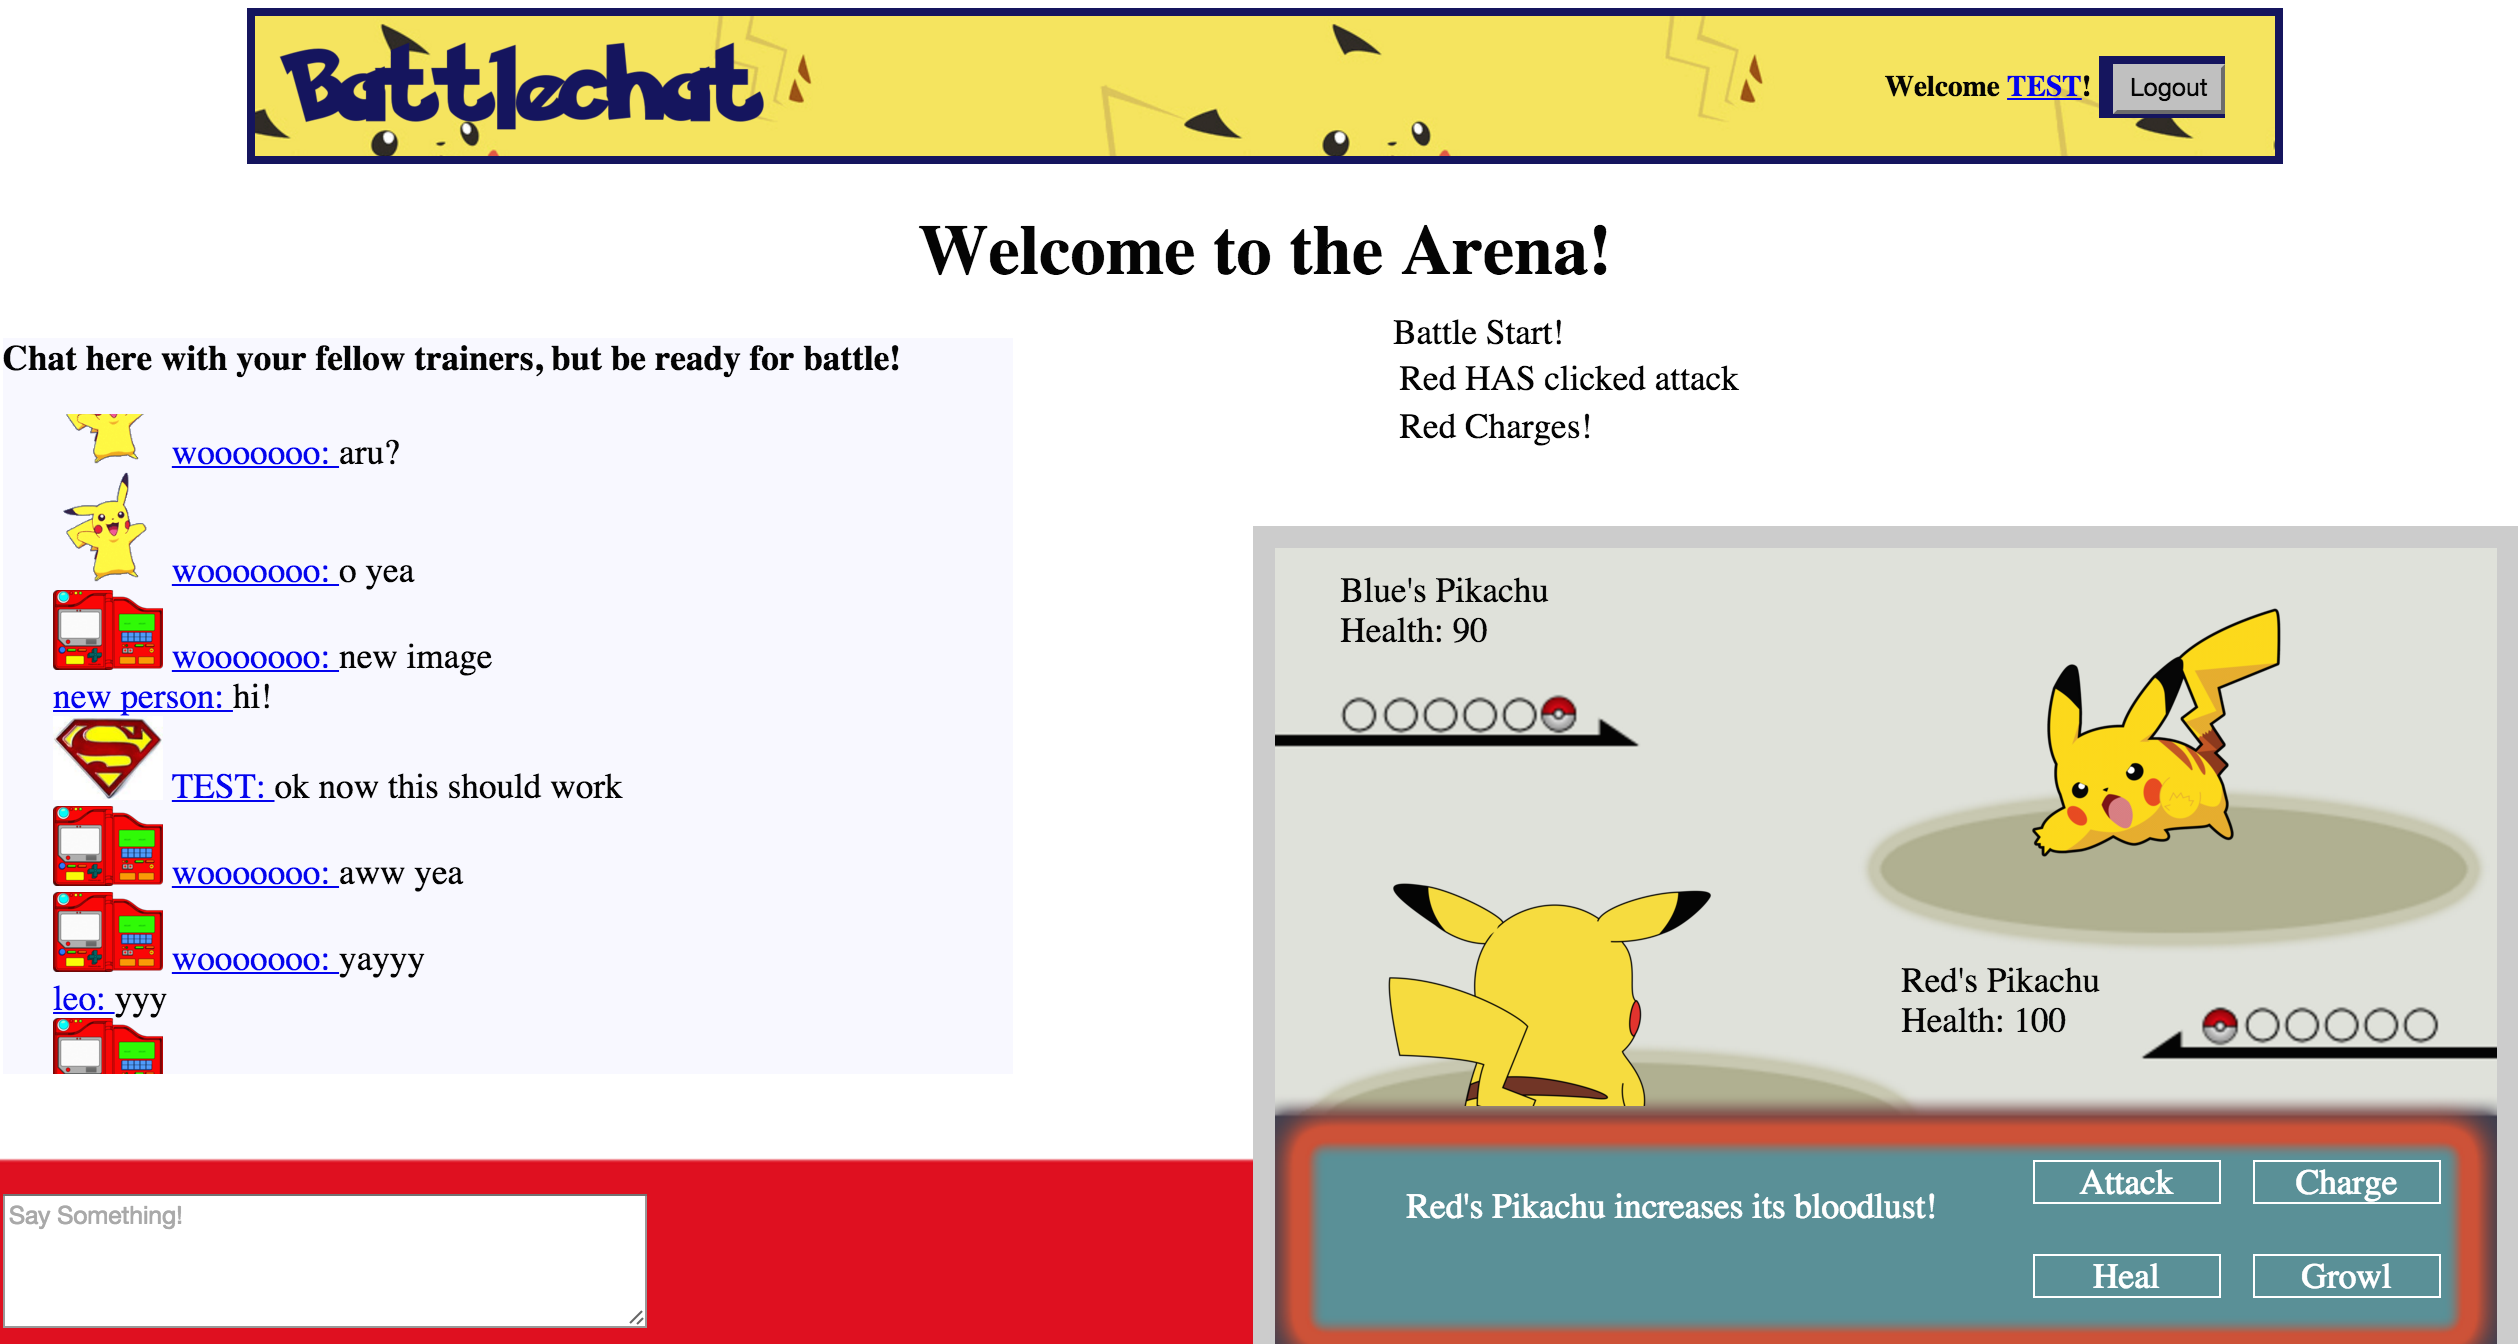 Battlechat
Welcome TEST! Logout
Welcome to the Arena!
Chat here with your fellow trainers, but be ready for battle!
wooooooo: aru?
wooooooo: o yea
wooooooo: new image
new person: hi!
TEST: ok now this should work
wooooooo: aww yea
wooooooo: yayyy
leo: yyy
Say Something!
Battle Start!
Red HAS clicked attack
Red Charges!
Blue's Pikachu
Health: 90
Red's Pikachu
Health: 100
Red's Pikachu increases its bloodlust!
Attack Charge
Heal Growl